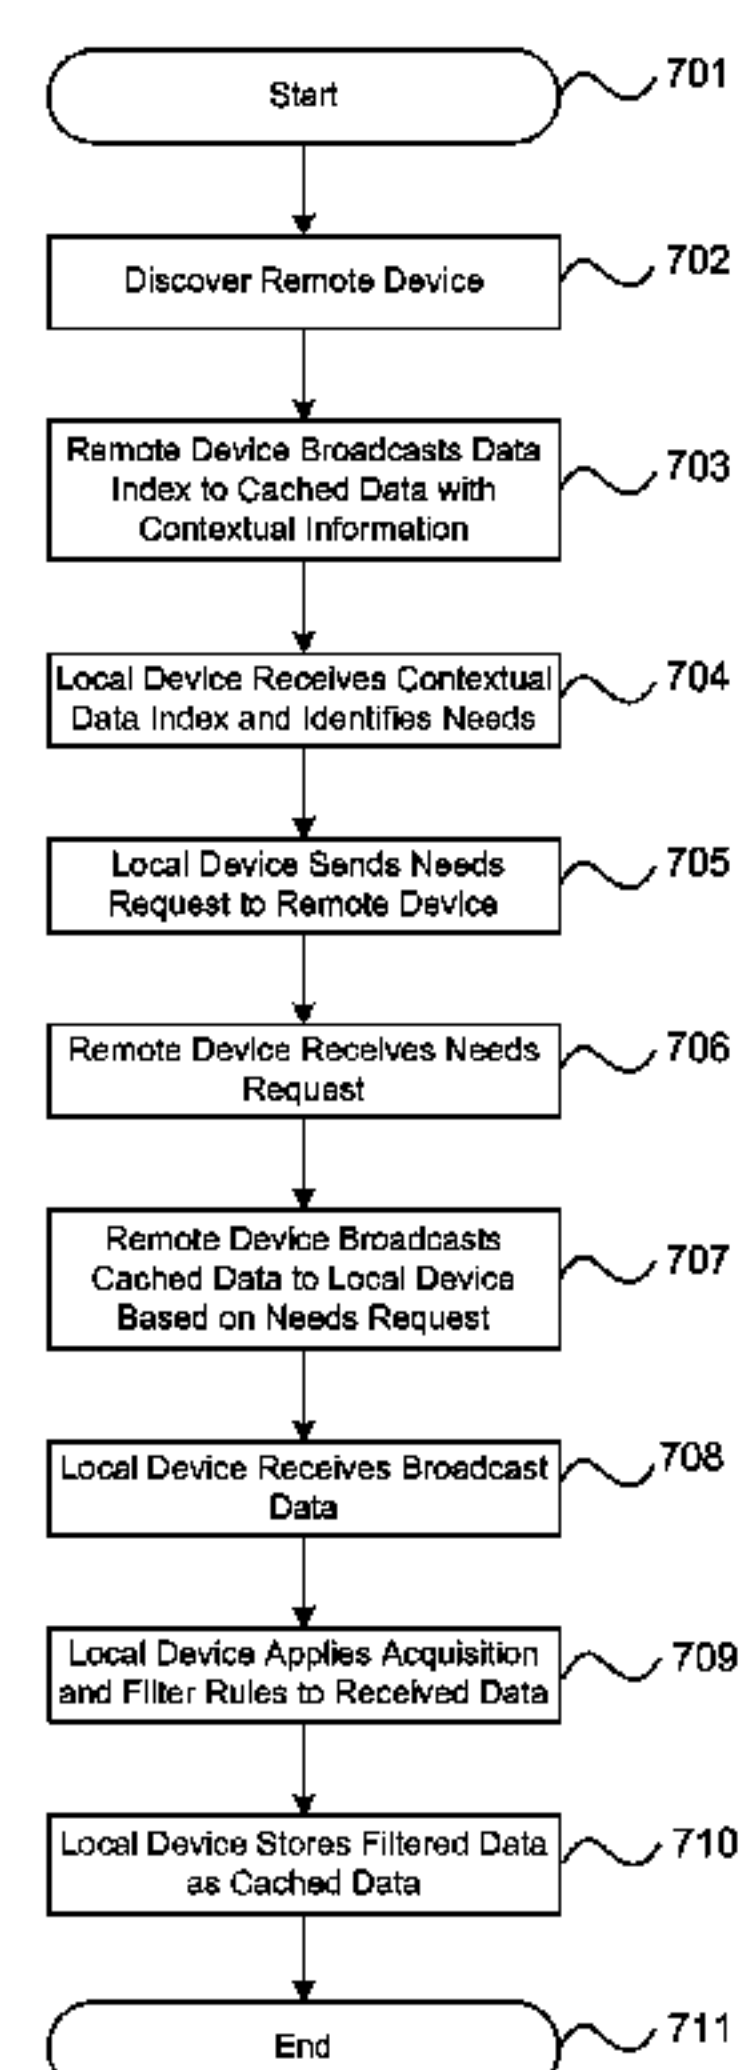 Start
701
Discover Remote Device
702
Remote Device Broadcasts Data
Index to Cached Data with
Contextual Information
703
Local Device Receives Contextual
Data Index and Identifies Needs
704
Local Device Sends Needs
Request to Remote Device
705
Remote Device Receives Needs
Request
706
Remote Device Broadcasts
Cached Data to Local Device
Based on Needs Request
707
Local Device Receives Broadcast
Data
708
Local Device Applies Acquisition
and Filter Rules to Received Data
709
Local Device Stores Filtered Data
as Cached Data
710
End
711